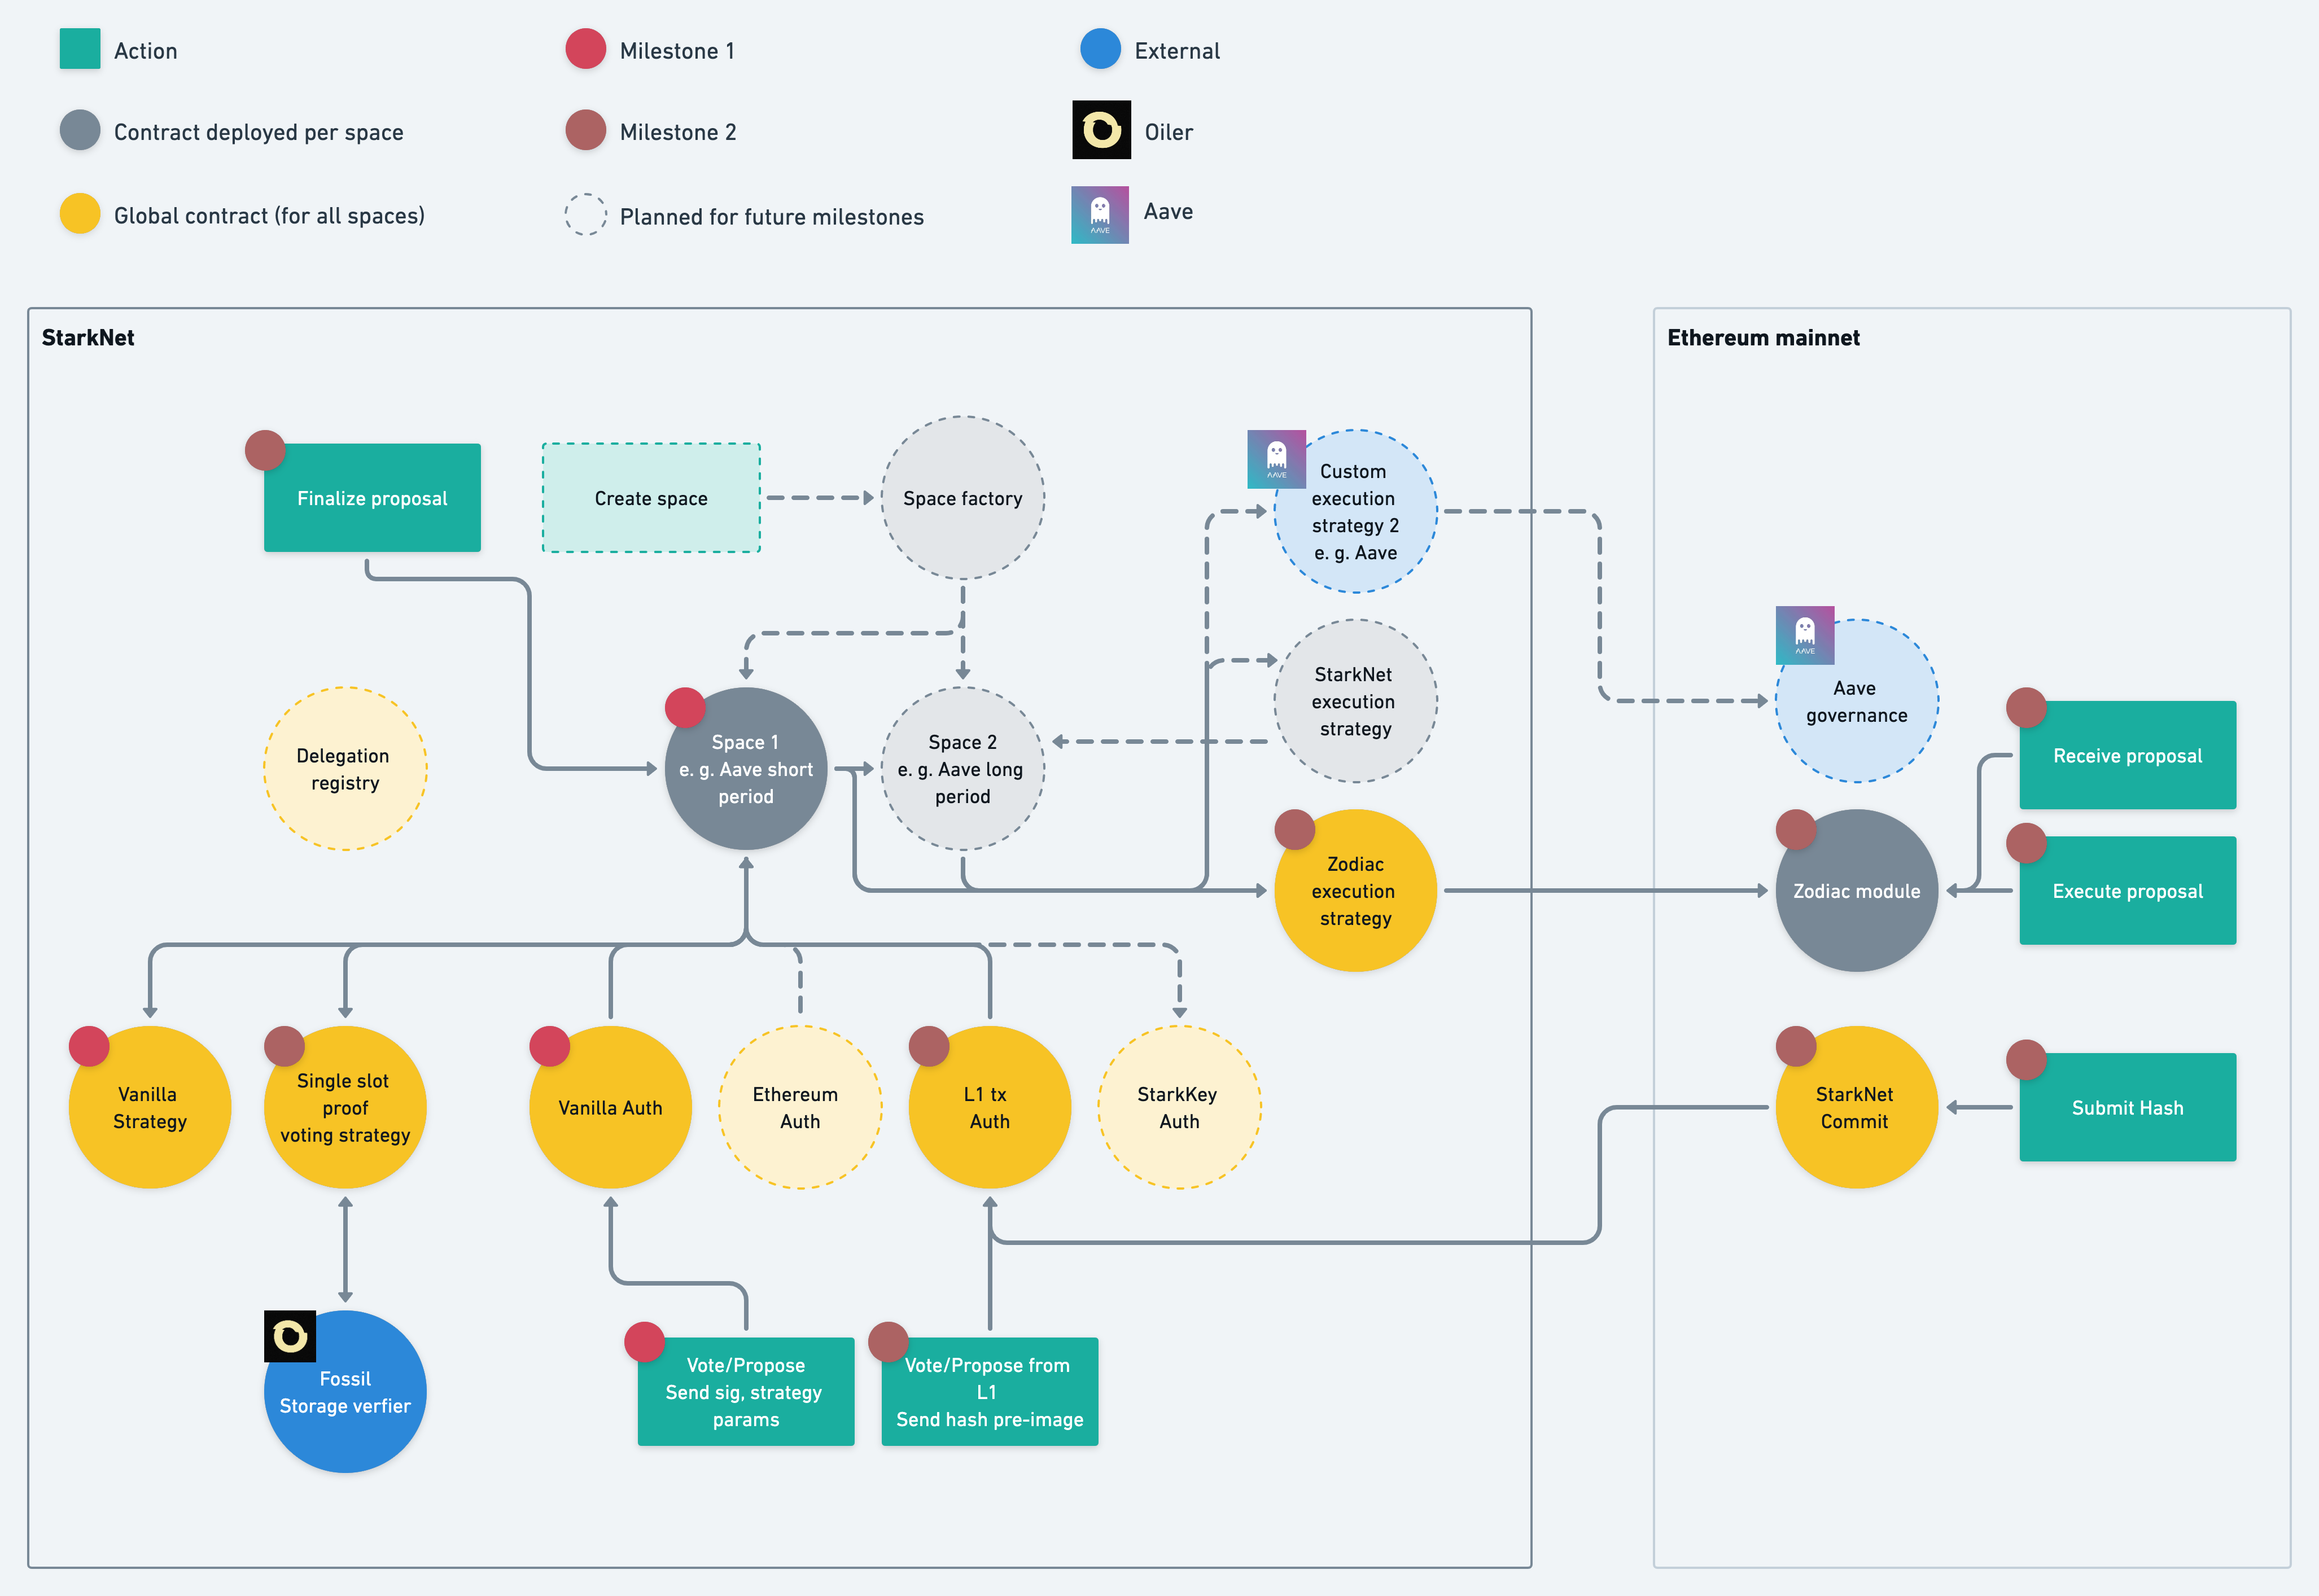 Action
Milestone 1
External
Contract deployed per space
Milestone 2
Oiler
Global contract (for all spaces)
Planned for future milestones
AAVE
Aave
StarkNet
Ethereum mainnet
Finalize proposal
Create space
Space factory
AAVE
Custom
execution
strategy 2
e. g. Aave
StarkNet
execution
strategy
AAVE
Aave
governance
Delegation
registry
Space 1
e. g. Aave short
period
Space 2
e. g. Aave long
period
Receive proposal
Zodiac
execution
strategy
Zodiac module
Execute proposal
Vanilla
Strategy
Single slot
proof
voting strategy
Vanilla Auth
Ethereum
Auth
L1 tx
Auth
StarkKey
Auth
StarkNet
Commit
Submit Hash
Fossil
Storage verfier
Vote/Propose
Send sig, strategy
params
Vote/Propose from
L1
Send hash pre-image